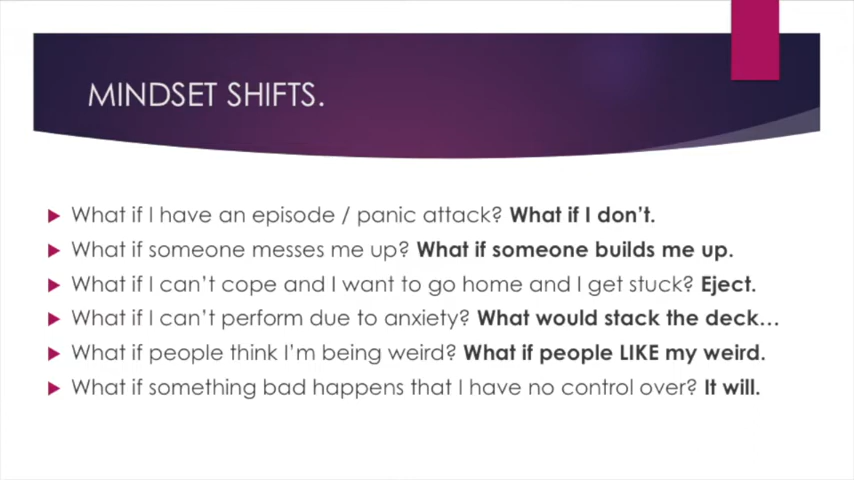 MINDSET SHIFTS.
What if I have an episode / panic attack? What if I don't.
What if someone messes me up? What if someone builds me up.
What if I can't cope and I want to go home and I get stuck? Eject.
What if I can't perform due to anxiety? What would stack the deck…
What if people think I'm being weird? What if people LIKE my weird.
What if something bad happens that I have no control over? It will.